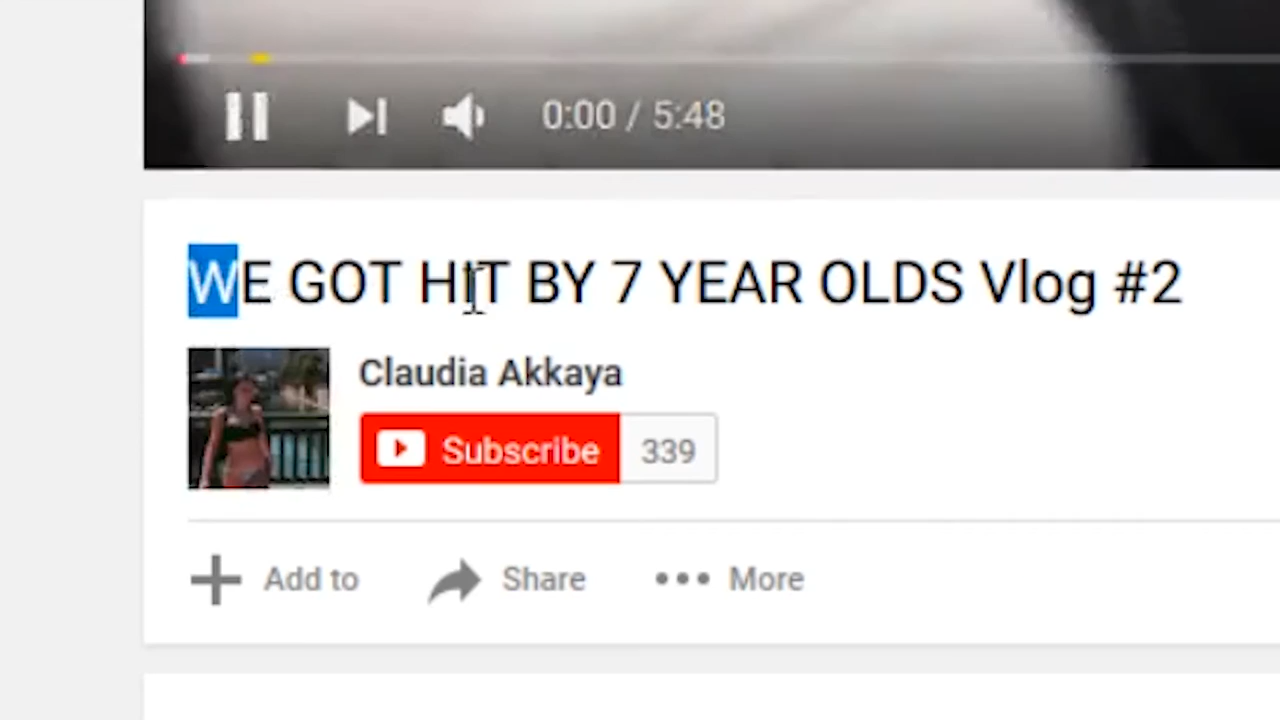 0:00 / 5:48
WE GOT HIT BY 7 YEAR OLDS Vlog #2
Claudia Akkaya
Subscribe 339
Add to Share More